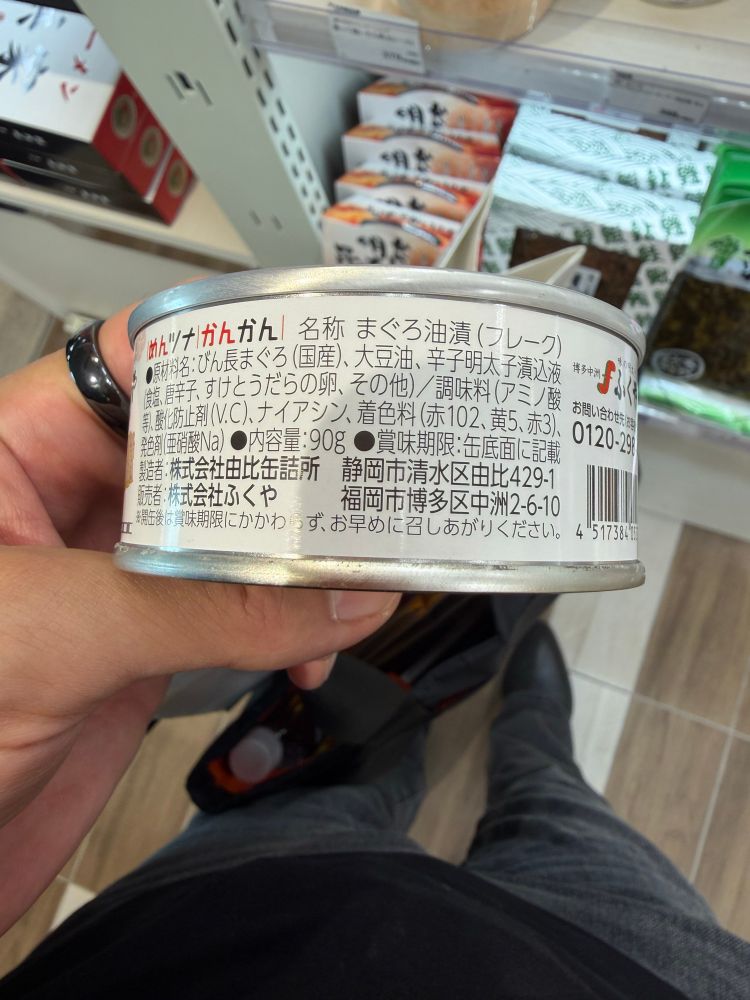 めんツナかんかん 名称 まぐろ油漬(フレーク)
●原材料名:びん長まぐろ(国産)、大豆油、辛子明太子漬込液
(食塩、唐辛子、すけとうだらの卵、その他)/調味料(アミノ酸
等)、酸化防止剤(V.C)、ナイアシン、着色料(赤102、黄5、赤3)、
発色剤(亜硝酸Na) ●内容量:90g ●賞味期限:缶底面に記載
製造者:株式会社由比缶詰所 静岡市清水区由比429-1
販売者:株式会社ふくや 福岡市博多区中洲2-6-10
※開缶後は賞味期限にかかわらず、お早めに召しあがりください。
博多中洲 ふく
お問い合わせ先
0120-29
4 517384